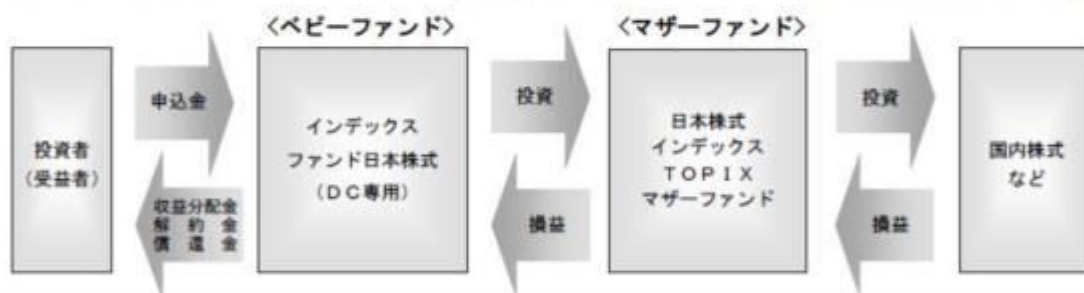 〈ベビーファンド〉
〈マザーファンド〉
投資者
(受益者)
申込金
収益分配金
解約金
償還金
インデックス
ファンド日本株式
(DC専用)
投資
損益
日本株式
インデックス
TOPIX
マザーファンド
投資
損益
国内株式
など